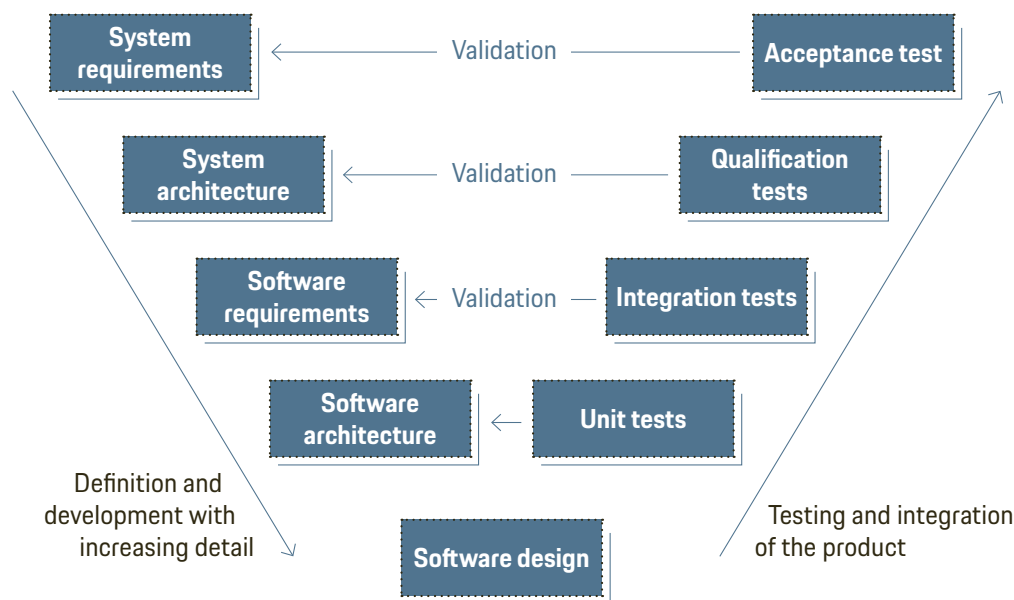 System
requirements
Validation
Acceptance test
System
architecture
Validation
Qualification
tests
Software
requirements
Validation
Integration tests
Software
architecture
Unit tests
Definition and
development with
increasing detail
Software design
Testing and integration
of the product